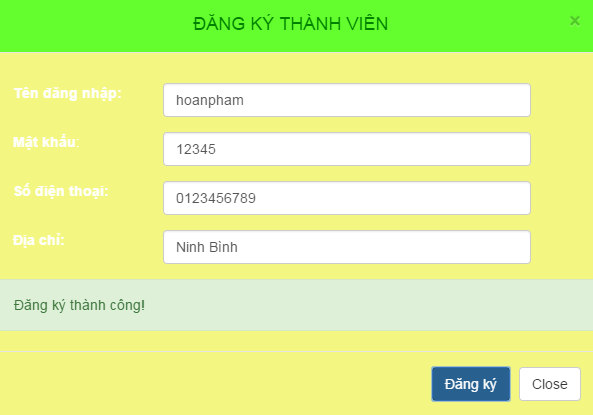 ĐĂNG KÝ THÀNH VIÊN
×
Tên đăng nhập:
hoanpham
Mật khẩu:
12345
Số điện thoại:
0123456789
Địa chỉ:
Ninh Bình
Đăng ký thành công!
Đăng ký
Close